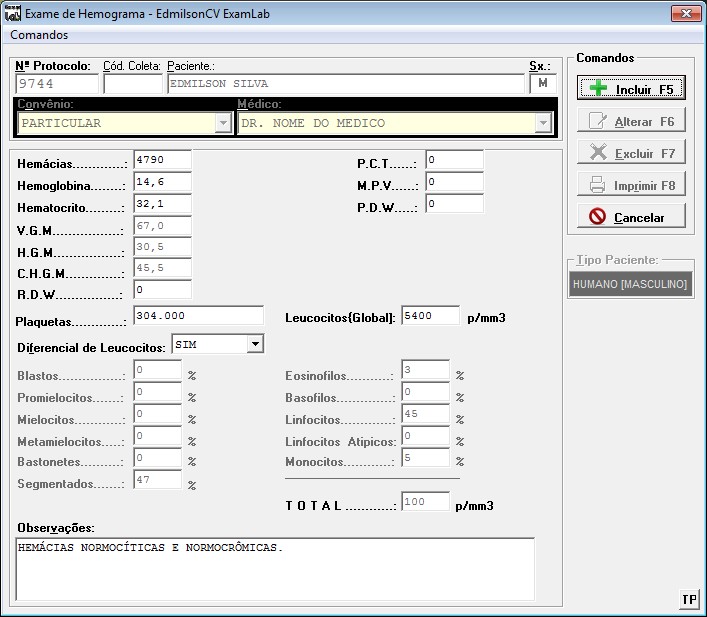 Exame de Hemograma - EdmilsonCV ExamLab
Comandos
Nº Protocolo: Cód. Coleta: Paciente.: Sx.:
9744 EDMILSON SILVA M
Convênio: Médico:
PARTICULAR DR. NOME DO MEDICO
Comandos
Incluir F5
Alterar F6
Excluir F7
Imprimir F8
Cancelar
Tipo Paciente:
HUMANO [MASCULINO]
Hemácias...........: 4790 P.C.T.....: 0
Hemoglobina.......: 14,6 M.P.V.....: 0
Hematocrito........: 32,1 P.D.W.....: 0
V.G.M................: 67,0
H.G.M................: 30,5
C.H.G.M.............: 45,5
R.D.W................: 0
Plaquetas...........: 304.000 Leucocitos{Global}: 5400 p/mm3
Diferencial de Leucocitos: SIM
Blastos.............: 0 % Eosinofilos.........: 3 %
Promielocitos.....: 0 % Basofilos...........: 0 %
Mielocitos.........: 0 % Linfocitos..........: 45 %
Metamielocitos....: 0 % Linfocitos Atipicos: 0 %
Bastonetes........: 0 % Monocitos..........: 5 %
Segmentados......: 47 %
T O T A L ...........: 100 p/mm3
Observações:
HEMÁCIAS NORMOCÍTICAS E NORMOCRÔMICAS.
TP